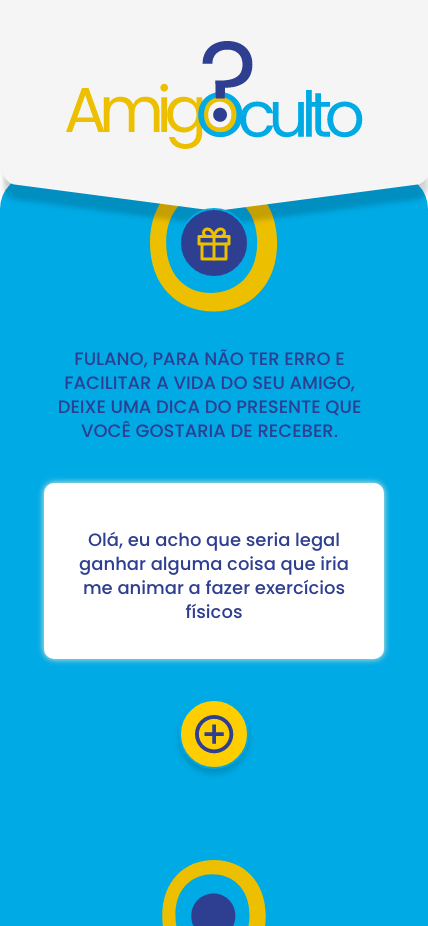 Amigoculto
FULANO, PARA NÃO TER ERRO E
FACILITAR A VIDA DO SEU AMIGO,
DEIXE UMA DICA DO PRESENTE QUE
VOCÊ GOSTARIA DE RECEBER.
Olá, eu acho que seria legal
ganhar alguma coisa que iria
me animar a fazer exercícios
físicos